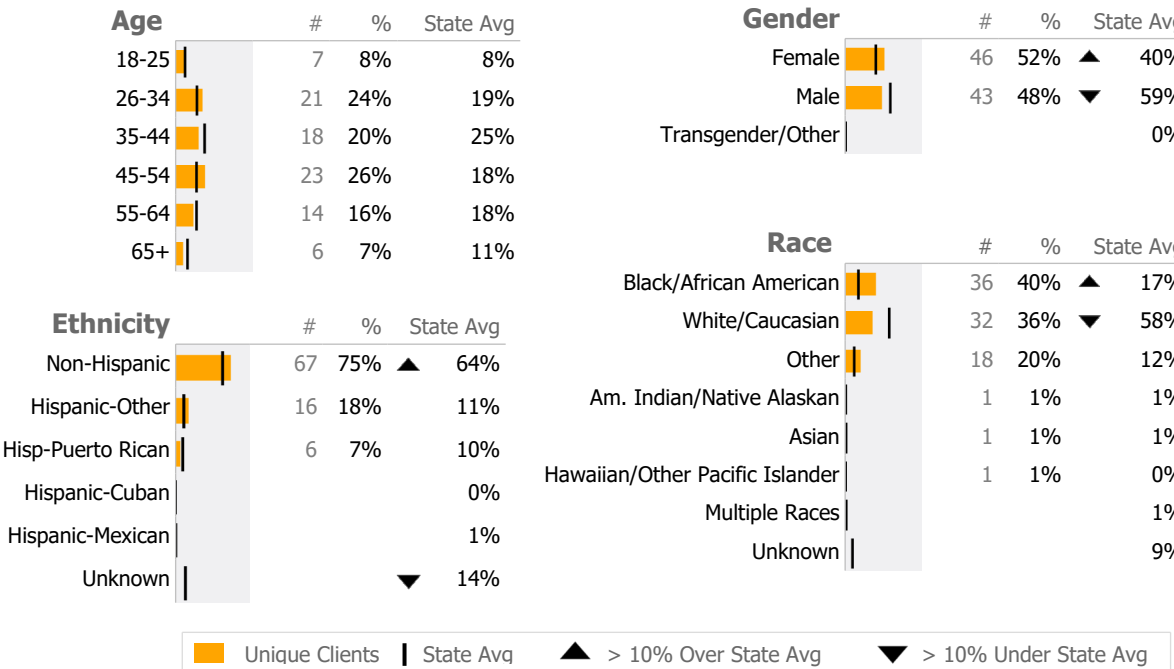 Age # % State Avg
18-25 7 8% 8%
26-34 21 24% 19%
35-44 18 20% 25%
45-54 23 26% 18%
55-64 14 16% 18%
65+ 6 7% 11%
Ethnicity # % State Avg
Non-Hispanic 67 75% ▲ 64%
Hispanic-Other 16 18% 11%
Hisp-Puerto Rican 6 7% 10%
Hispanic-Cuban 0%
Hispanic-Mexican 1%
Unknown ▼ 14%
Gender # % State Avg
Female 46 52% ▲ 40%
Male 43 48% ▼ 59%
Transgender/Other 0%
Race # % State Avg
Black/African American 36 40% ▲ 17%
White/Caucasian 32 36% ▼ 58%
Other 18 20% 12%
Am. Indian/Native Alaskan 1 1% 1%
Asian 1 1% 1%
Hawaiian/Other Pacific Islander 1 1% 0%
Multiple Races 1%
Unknown 9%
Unique Clients State Avg ▲ > 10% Over State Avg ▼ > 10% Under State Avg